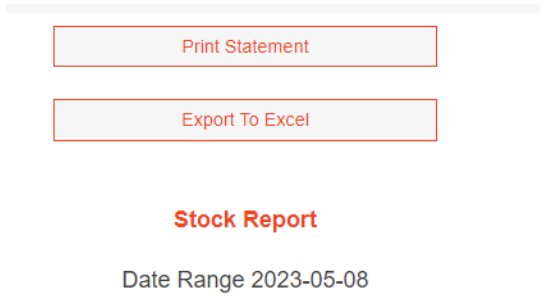 Print Statement
Export To Excel
Stock Report
Date Range 2023-05-08